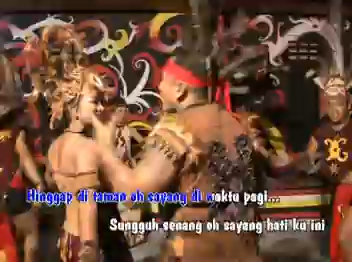 Hinggap di taman oh sayang di waktu pagi...
Sungguh senang oh sayang hati ku ini